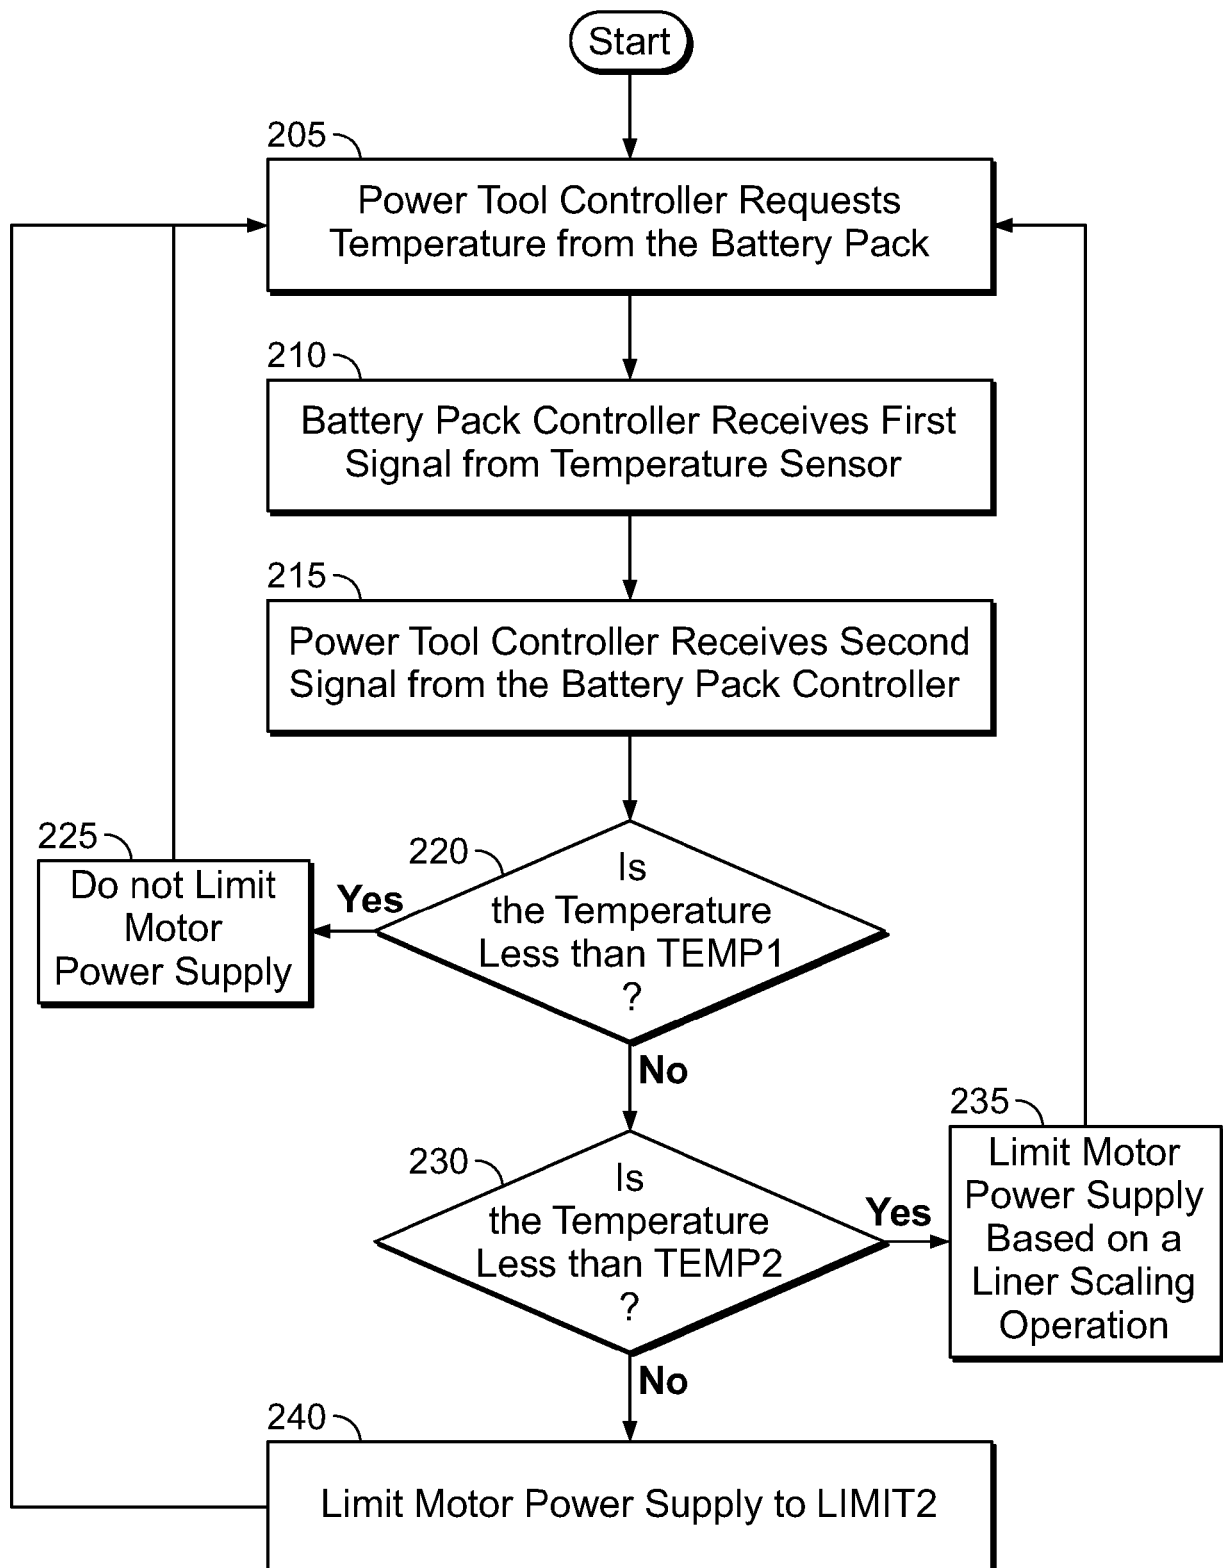 Start
205
Power Tool Controller Requests
Temperature from the Battery Pack
210
Battery Pack Controller Receives First
Signal from Temperature Sensor
215
Power Tool Controller Receives Second
Signal from the Battery Pack Controller
225
Do not Limit
Motor
Power Supply
Yes
220
Is
the Temperature
Less than TEMP1
?
No
230
Is
the Temperature
Less than TEMP2
?
Yes
235
Limit Motor
Power Supply
Based on a
Liner Scaling
Operation
No
240
Limit Motor Power Supply to LIMIT2